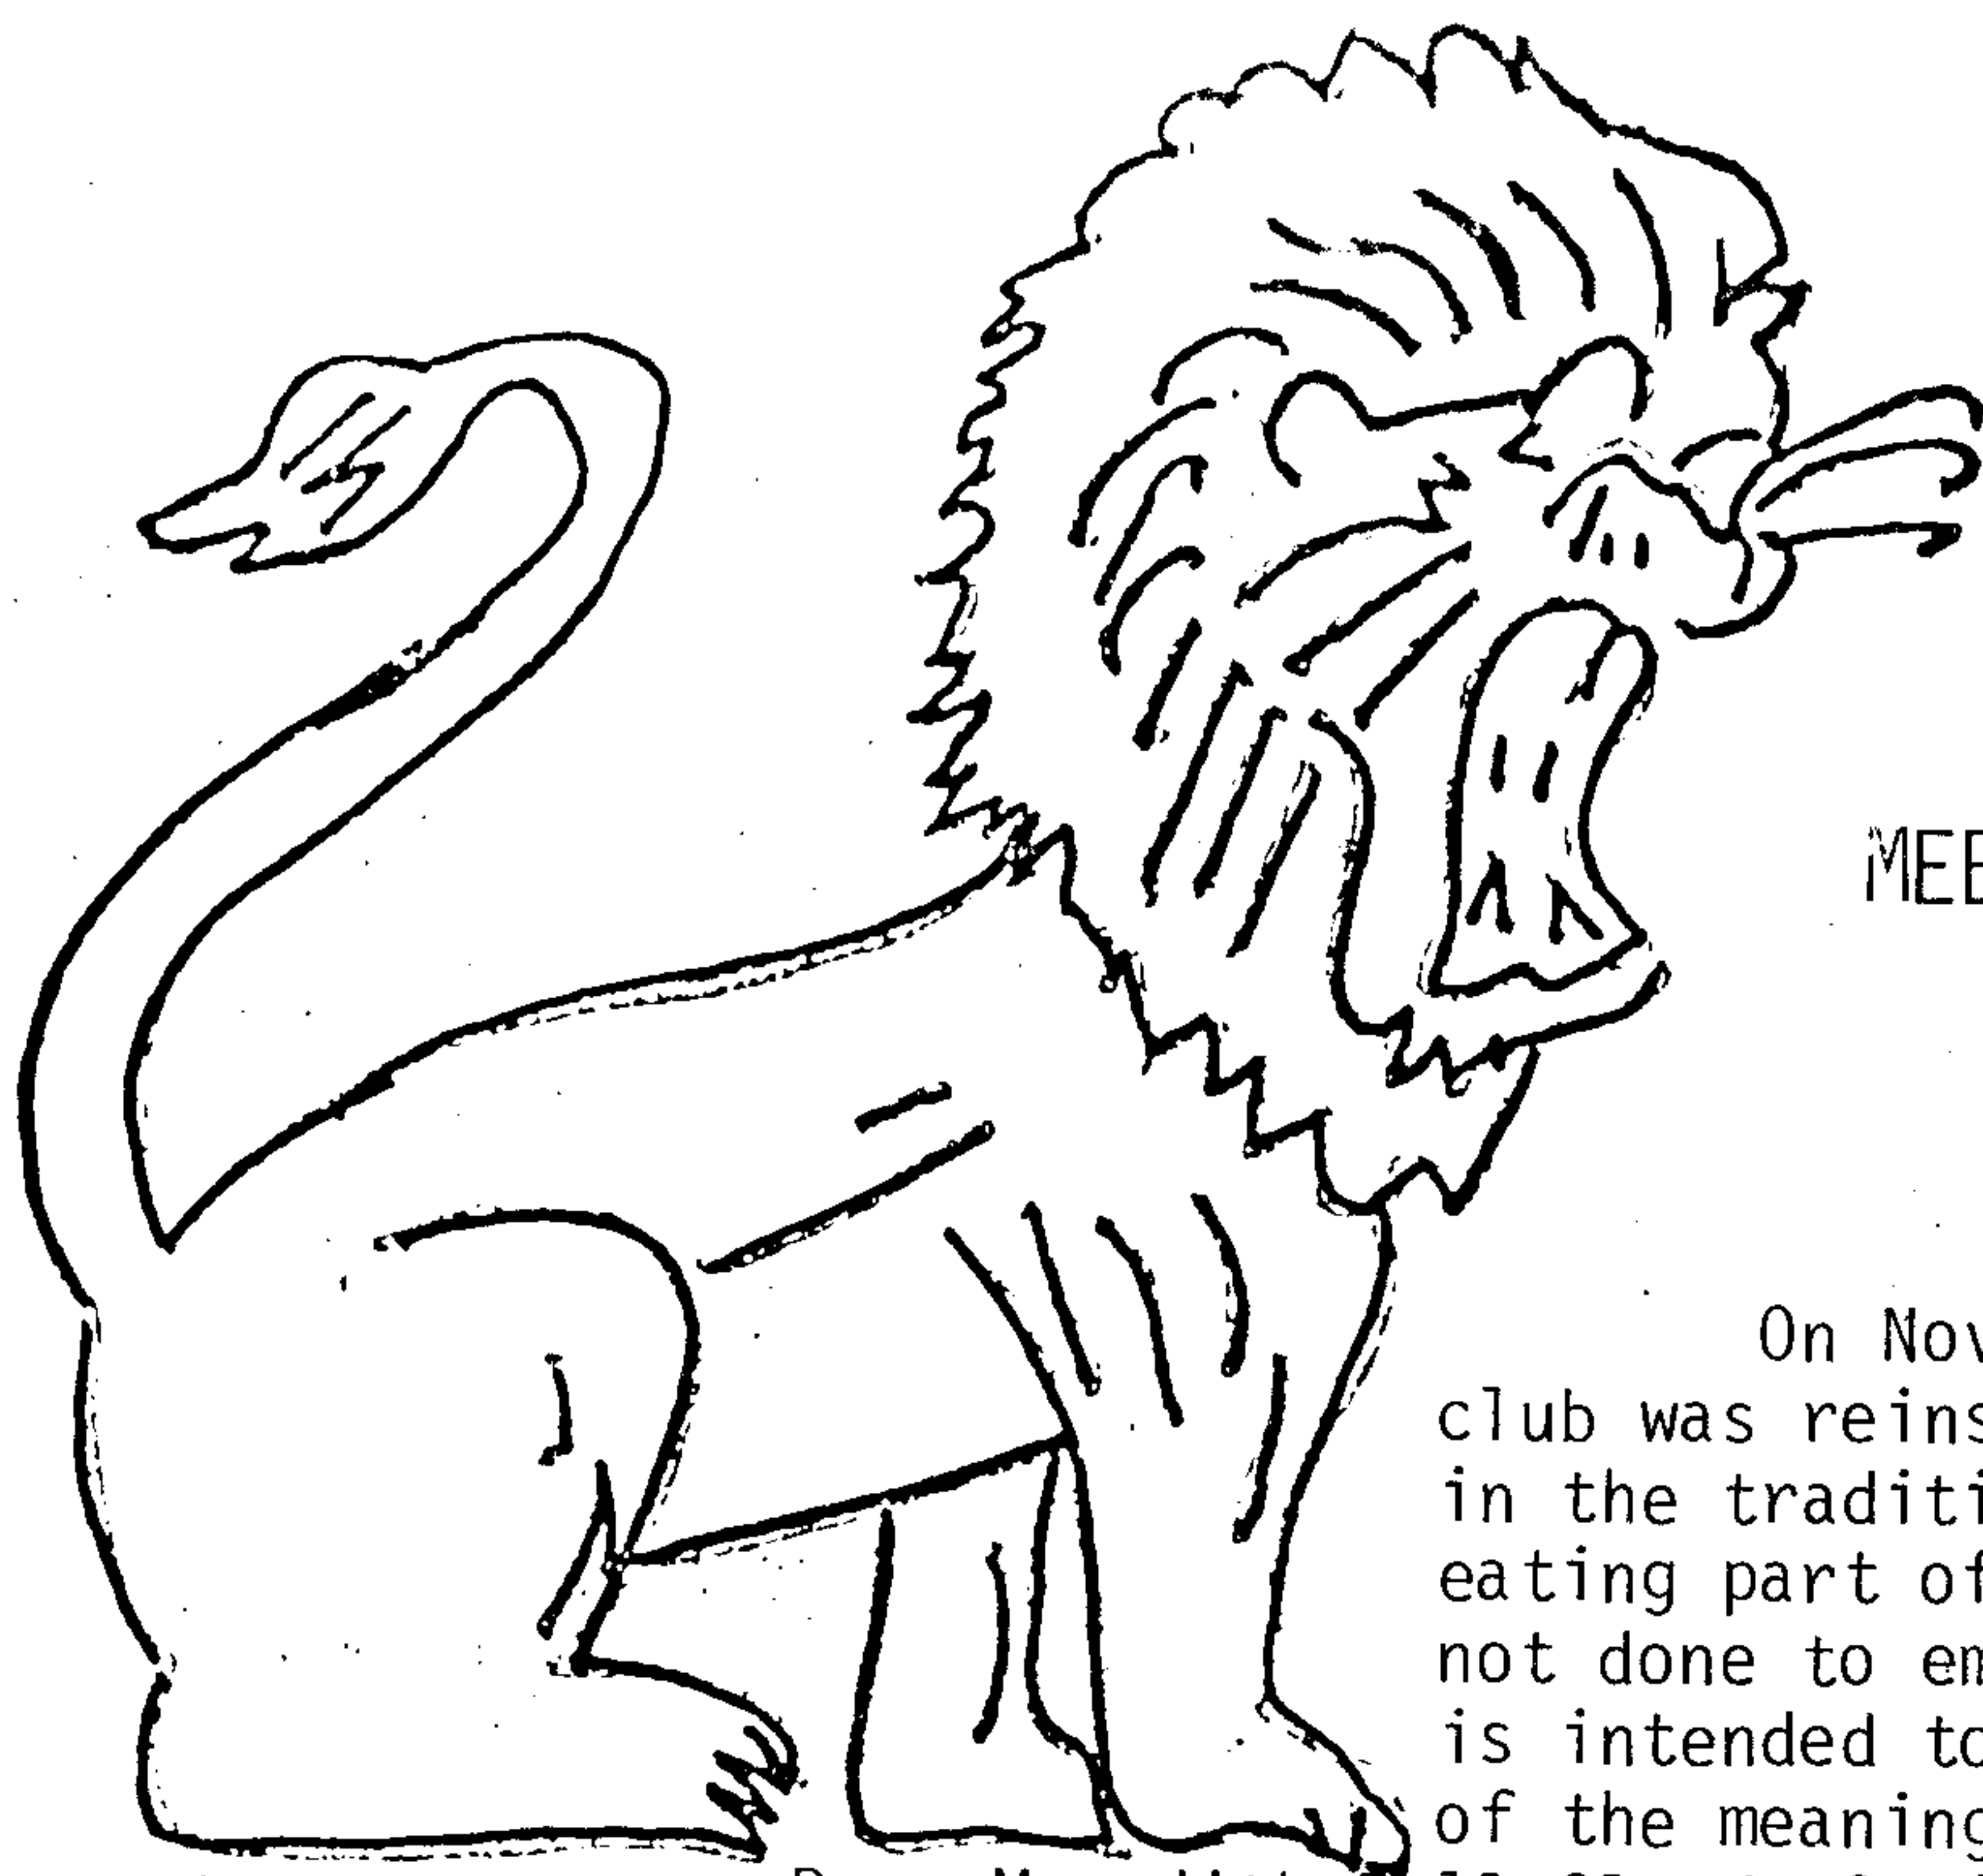 MEE
On Nov
club was reins
in the traditi
eating part of
not done to em
is intended to
of the meaning